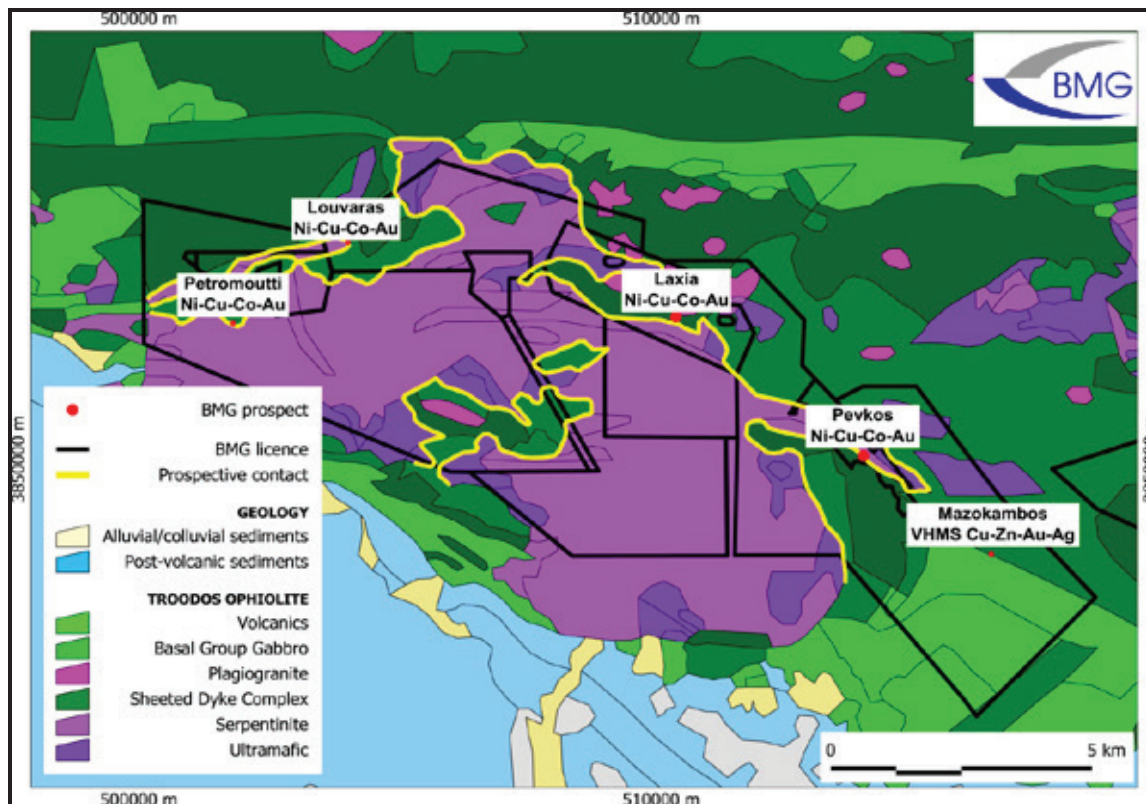 500000 m
510000 m
BMG
Louvaras
Ni-Cu-Co-Au
Petromoutti
Ni-Cu-Co-Au
Laxia
Ni-Cu-Co-Au
Pevkos
Ni-Cu-Co-Au
Mazokambos
VHMS Cu-Zn-Au-Ag
3850000 m
BMG prospect
BMG licence
Prospective contact
GEOLOGY
Alluvial/colluvial sediments
Post-volcanic sediments
TROODOS OPHIOLITE
Volcanics
Basal Group Gabbro
Plagiogranite
Sheeted Dyke Complex
Serpentinite
Ultramafic
0
5 km
500000 m
510000 m